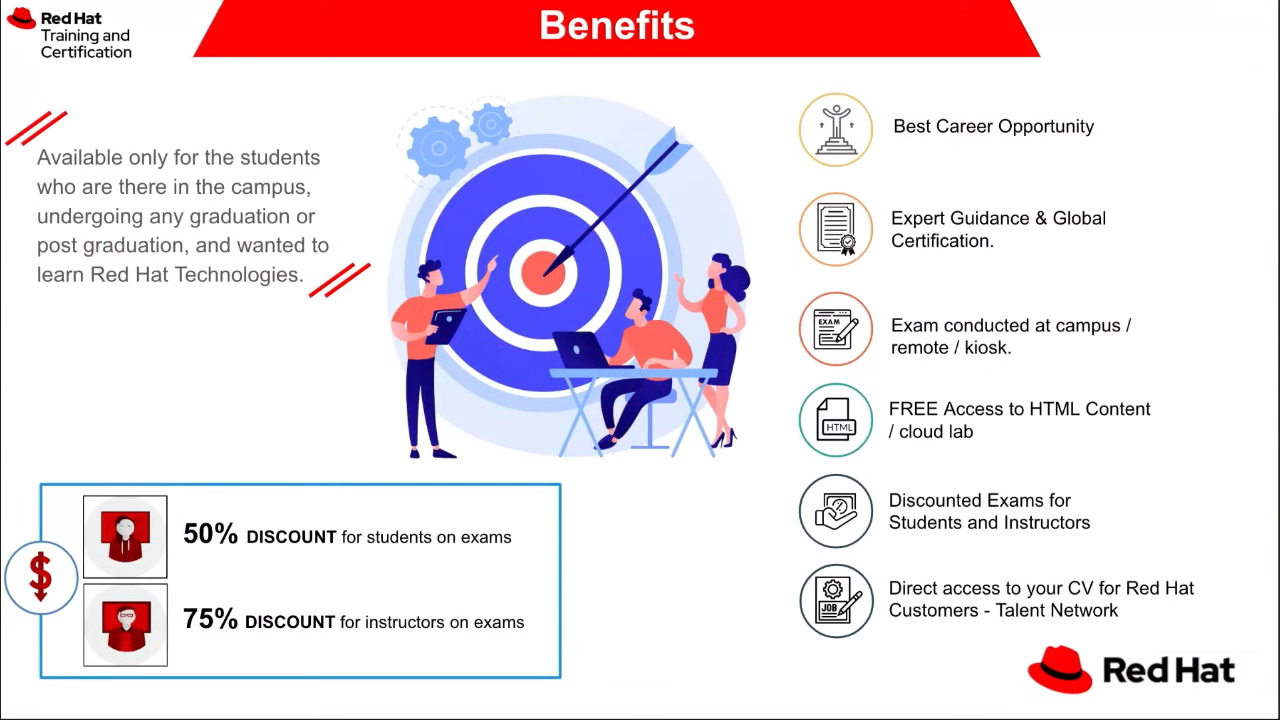 Red Hat
Training and
Certification
Benefits
Available only for the students
who are there in the campus,
undergoing any graduation or
post graduation, and wanted to
learn Red Hat Technologies.
Best Career Opportunity
Expert Guidance & Global
Certification.
EXAM
Exam conducted at campus /
remote / kiosk.
HTML
FREE Access to HTML Content
/ cloud lab
Discounted Exams for
Students and Instructors
JOB
Direct access to your CV for Red Hat
Customers - Talent Network
$
50% DISCOUNT for students on exams
75% DISCOUNT for instructors on exams
Red Hat